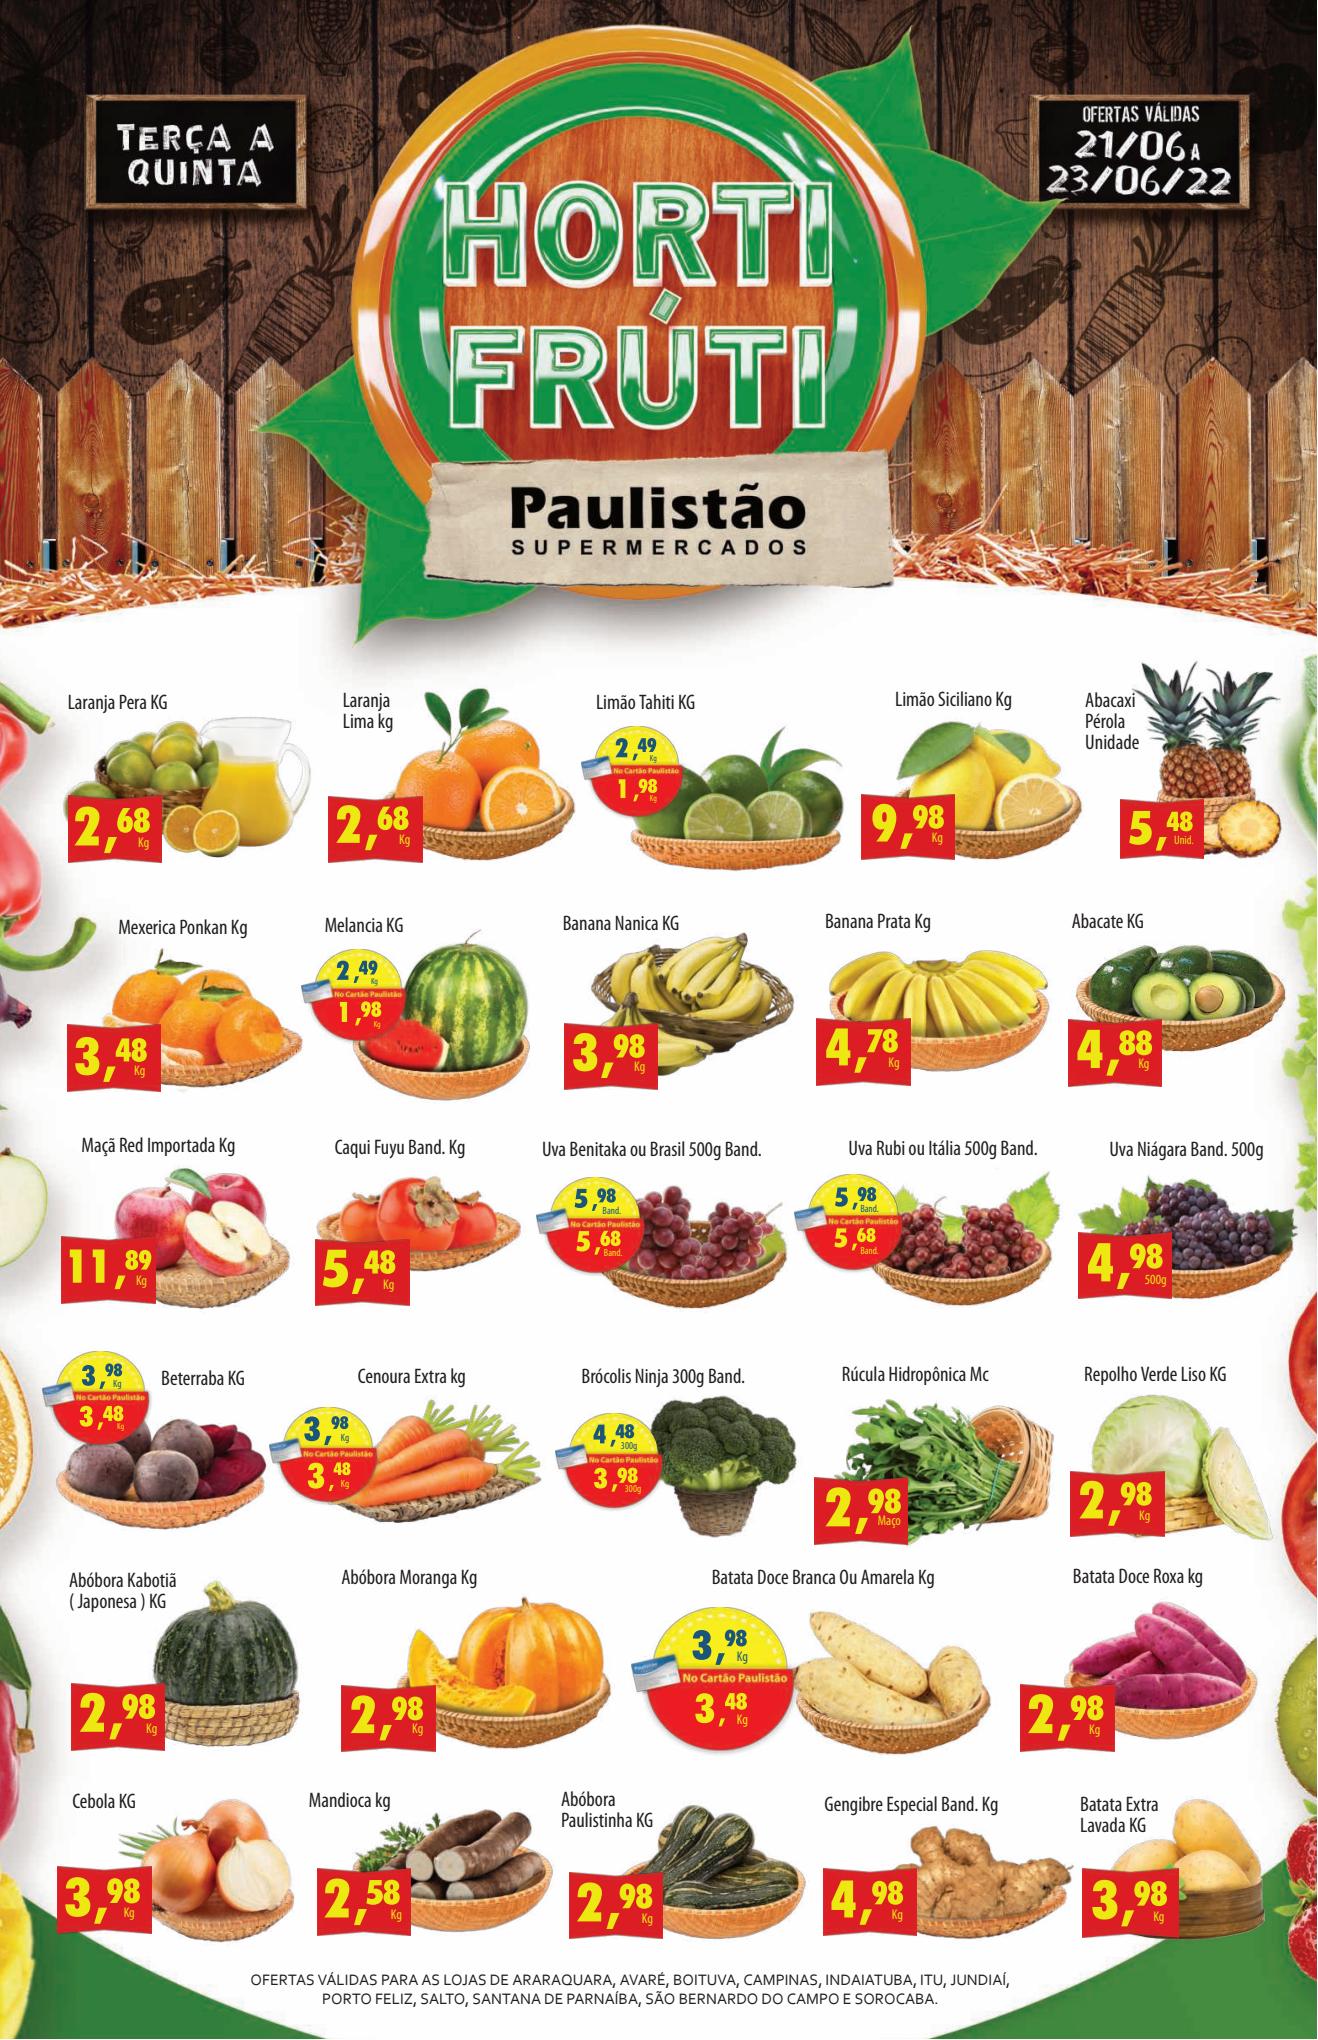 TERÇA A
QUINTA
OFERTAS VÁLIDAS
21/06 A
23/06/22
HORTI
FRÚTI
Paulistão
SUPERMERCADOS
Laranja Pera KG
2,68
Kg
Laranja
Lima kg
2,68
Kg
Limão Tahiti KG
2,49
Kg
No Cartão Paulistão
1,98
Kg
Limão Siciliano Kg
9,98
Kg
Abacaxi
Pérola
Unidade
5,48
Unid.
Mexerica Ponkan Kg
3,48
Kg
Melancia KG
2,49
Kg
No Cartão Paulistão
1,98
Kg
Banana Nanica KG
3,98
Kg
Banana Prata Kg
4,78
Kg
Abacate KG
4,88
Kg
Maçã Red Importada Kg
11,89
Kg
Caqui Fuyu Band. Kg
5,48
Kg
Uva Benitaka ou Brasil 500g Band.
5,98
Band.
No Cartão Paulistão
5,68
Band.
Uva Rubi ou Itália 500g Band.
5,98
Band.
No Cartão Paulistão
5,68
Band.
Uva Niágara Band. 500g
4,98
500g
Beterraba KG
3,98
Kg
No Cartão Paulistão
3,48
Kg
Cenoura Extra kg
3,98
Kg
No Cartão Paulistão
3,48
Kg
Brócolis Ninja 300g Band.
4,48
300g
No Cartão Paulistão
3,98
300g
Rúcula Hidropônica Mc
2,98
Maço
Repolho Verde Liso KG
2,98
Kg
Abóbora Kabotiã
( Japonesa ) KG
2,98
Kg
Abóbora Moranga Kg
2,98
Kg
Batata Doce Branca Ou Amarela Kg
3,98
Kg
Paulistão
No Cartão Paulistão
3,48
Kg
Batata Doce Roxa kg
2,98
Kg
Cebola KG
3,98
Kg
Mandioca kg
2,58
Kg
Abóbora
Paulistinha KG
2,98
Kg
Gengibre Especial Band. Kg
4,98
Kg
Batata Extra
Lavada KG
3,98
Kg
OFERTAS VÁLIDAS PARA AS LOJAS DE ARARAQUARA, AVARÉ, BOITUVA, CAMPINAS, INDAIATUBA, ITU, JUNDIAÍ,
PORTO FELIZ, SALTO, SANTANA DE PARNAÍBA, SÃO BERNARDO DO CAMPO E SOROCABA.